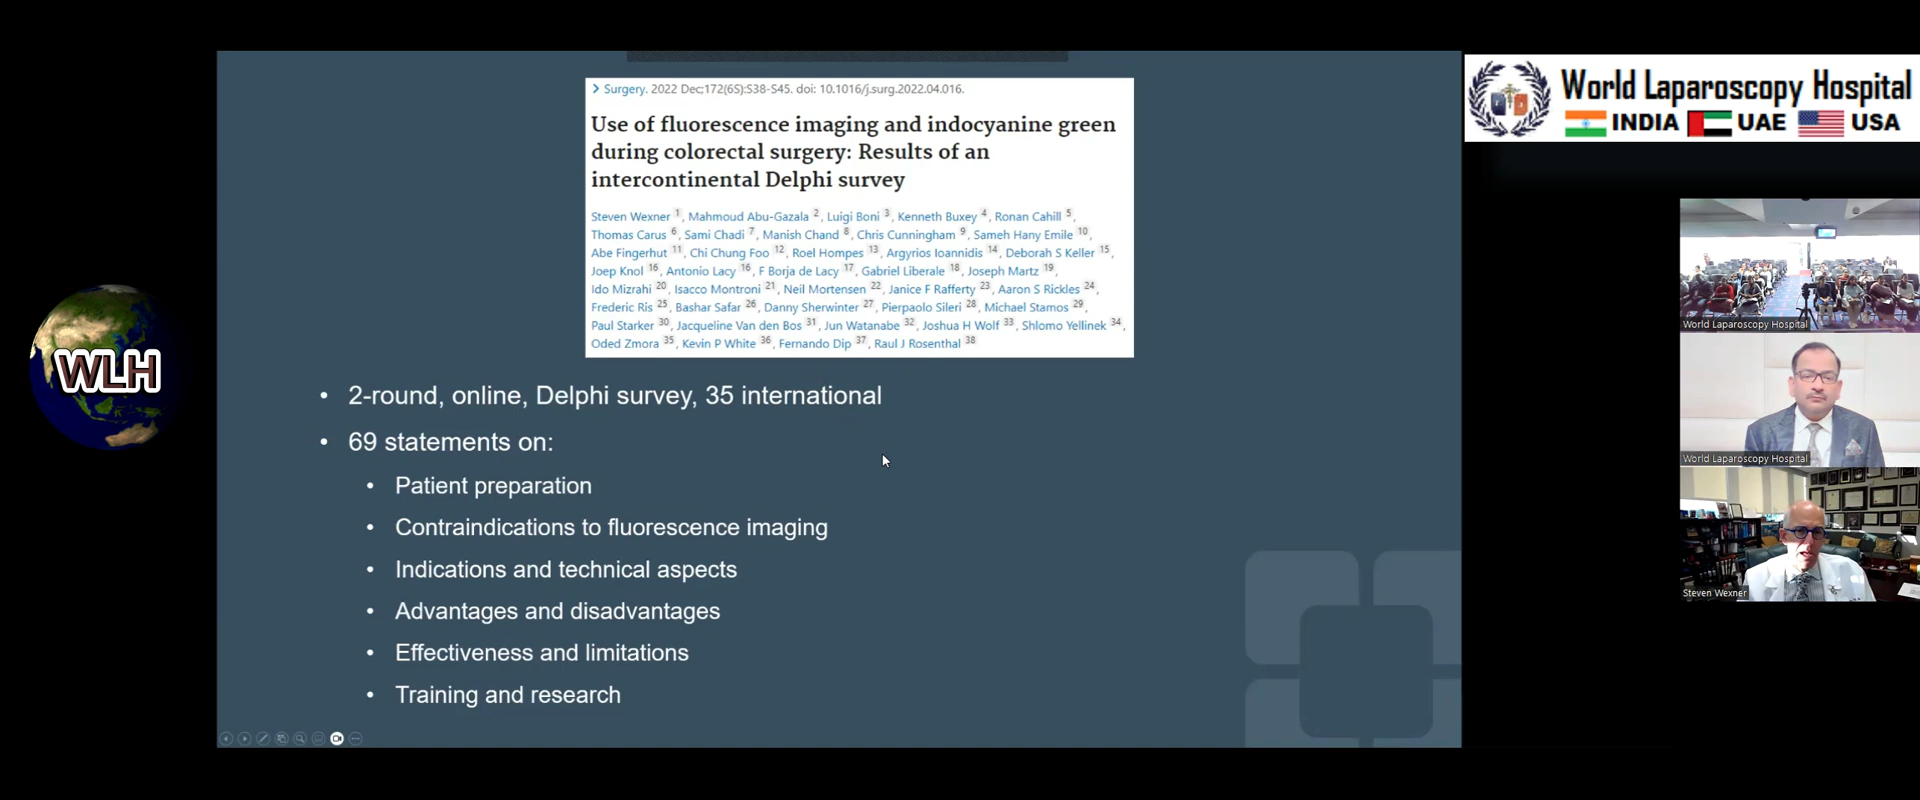 > Surgery. 2022 Dec;172(6S):S38-S45. doi: 10.1016/j.surg.2022.04.016.
Use of fluorescence imaging and indocyanine green
during colorectal surgery: Results of an
intercontinental Delphi survey
Steven Wexner 1, Mahmoud Abu-Gazala 2, Luigi Boni 3, Kenneth Buxey 4, Ronan Cahill 5,
Thomas Carus 6, Sami Chadi 7, Manish Chand 8, Chris Cunningham 9, Sameh Hany Emile 10,
Abe Fingerhut 11, Chi Chung Foo 12, Roel Hompes 13, Argyrios Ioannidis 14, Deborah S Keller 15,
Joep Knol 16, Antonio Lacy 16, F Borja de Lacy 17, Gabriel Liberale 18, Joseph Martz 19,
Ido Mizrahi 20, Isacco Montroni 21, Neil Mortensen 22, Janice F Rafferty 23, Aaron S Rickles 24,
Frederic Ris 25, Bashar Safar 26, Danny Sherwinter 27, Pierpaolo Sileri 28, Michael Stamos 29,
Paul Starker 30, Jacqueline Van den Bos 31, Jun Watanabe 32, Joshua H Wolf 33, Shlomo Yellinek 34,
Oded Zmora 35, Kevin P White 36, Fernando Dip 37, Raul J Rosenthal 38
• 2-round, online, Delphi survey, 35 international
• 69 statements on:
• Patient preparation
• Contraindications to fluorescence imaging
• Indications and technical aspects
• Advantages and disadvantages
• Effectiveness and limitations
• Training and research
WLH
World Laparoscopy Hospital
INDIA UAE USA
World Laparoscopy Hospital
World Laparoscopy Hospital
Steven Wexner